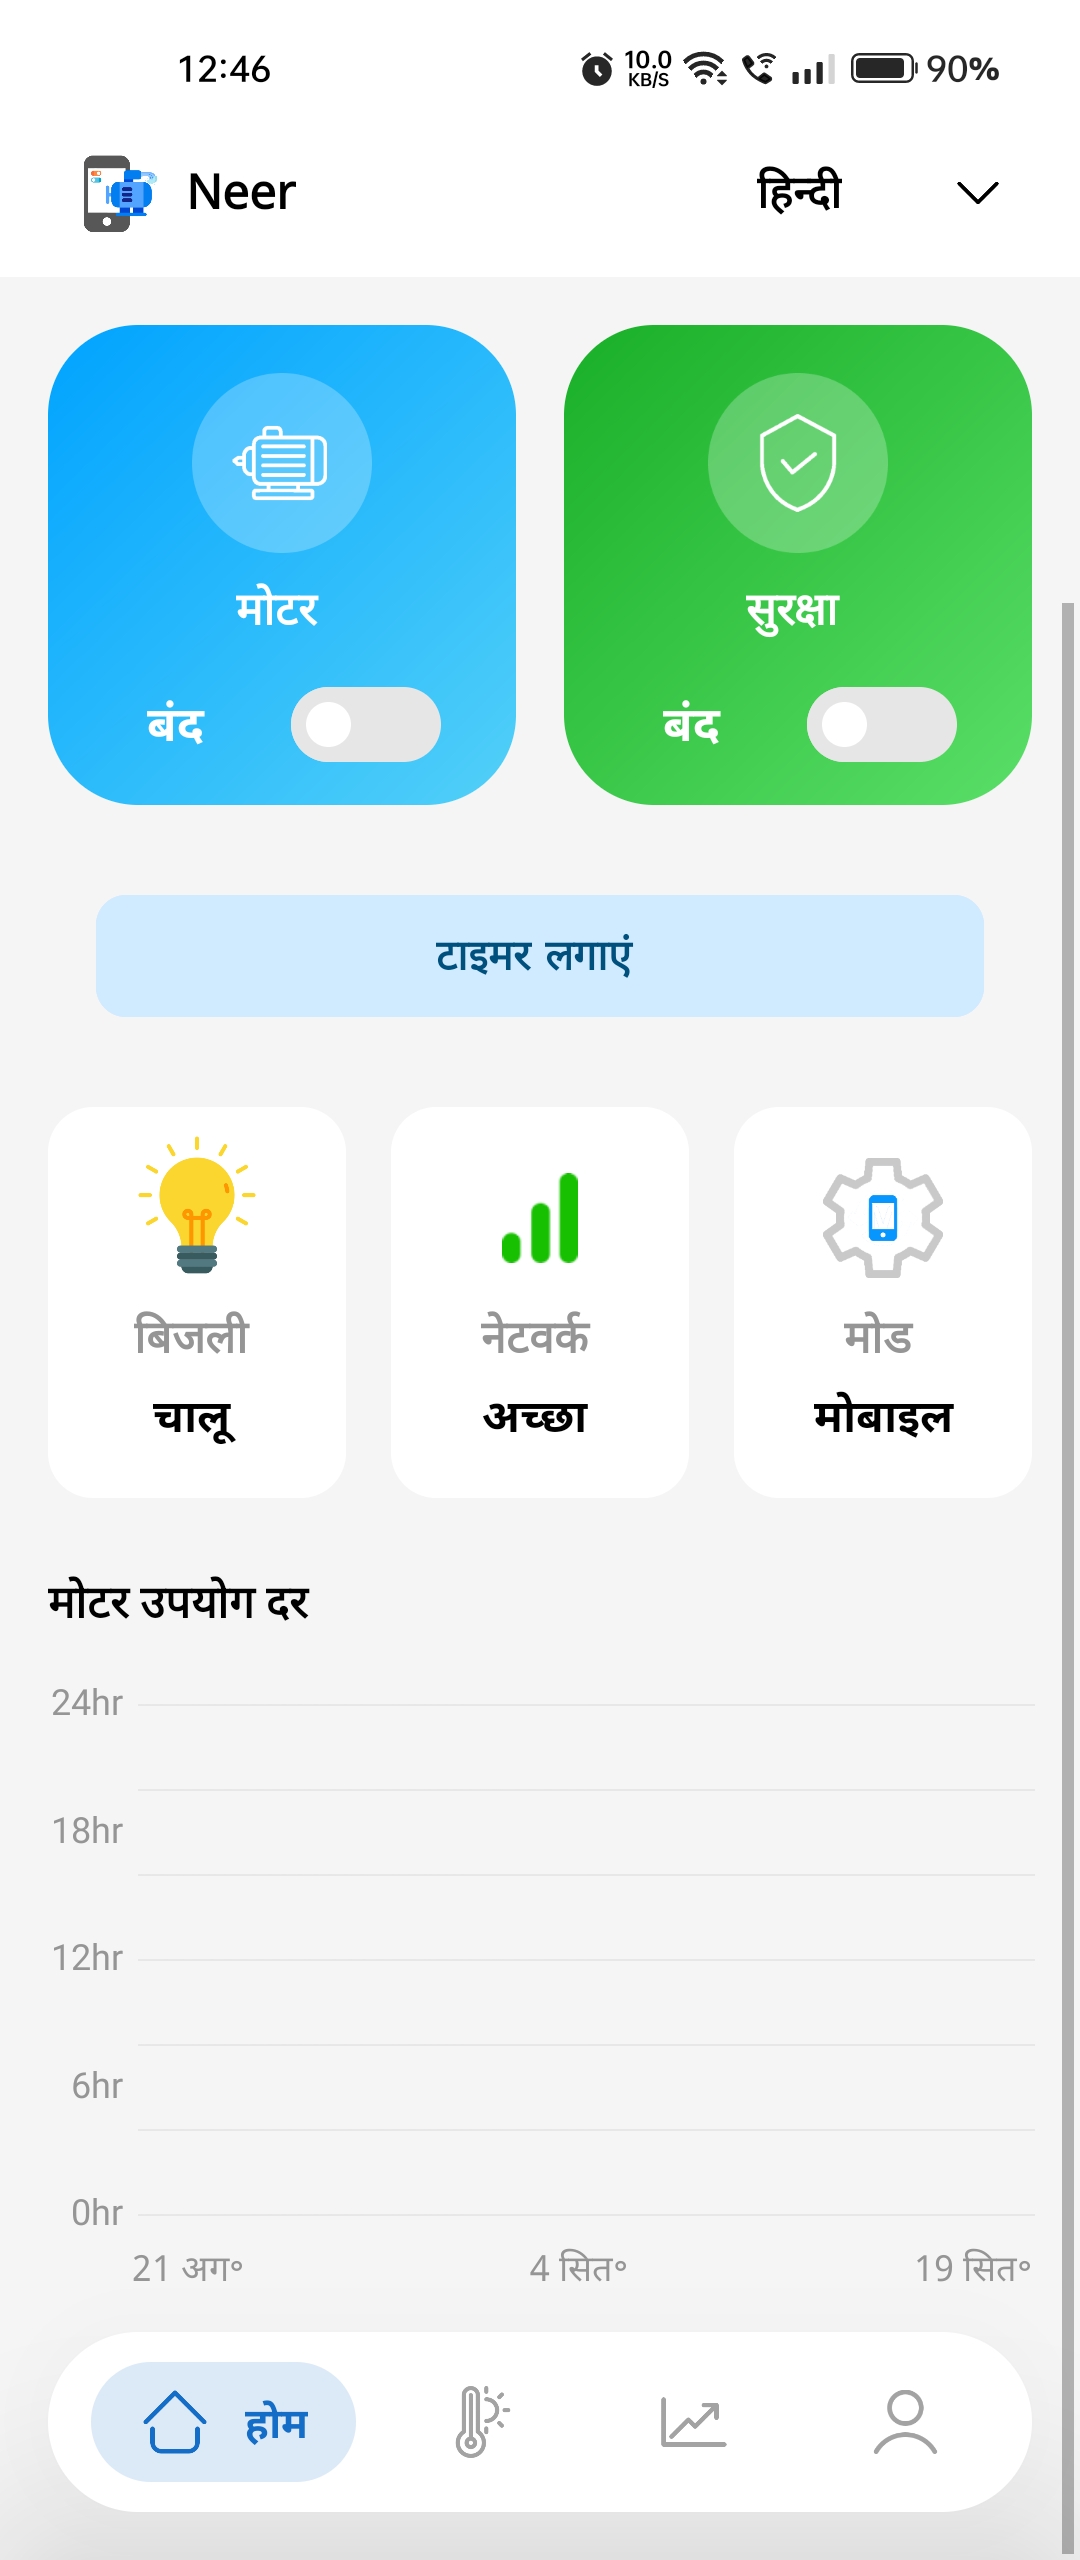 12:46
10.0
KB/S
90%
Neer
हिन्दी
मोटर
सुरक्षा
बंद
बंद
टाइमर लगाएं
बिजली
नेटवर्क
मोड
चालू
अच्छा
मोबाइल
मोटर उपयोग दर
24hr
18hr
12hr
6hr
0hr
21 अग॰
4 सित॰
19 सित॰
होम